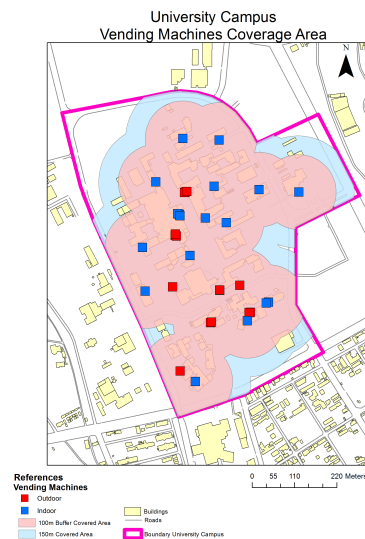 University Campus
Vending Machines Coverage Area
N
References
Vending Machines
Outdoor
Indoor
100m Buffer Covered Area
150m Covered Area
Buildings
Roads
Boundary University Campus
0 55 110 220 Meters